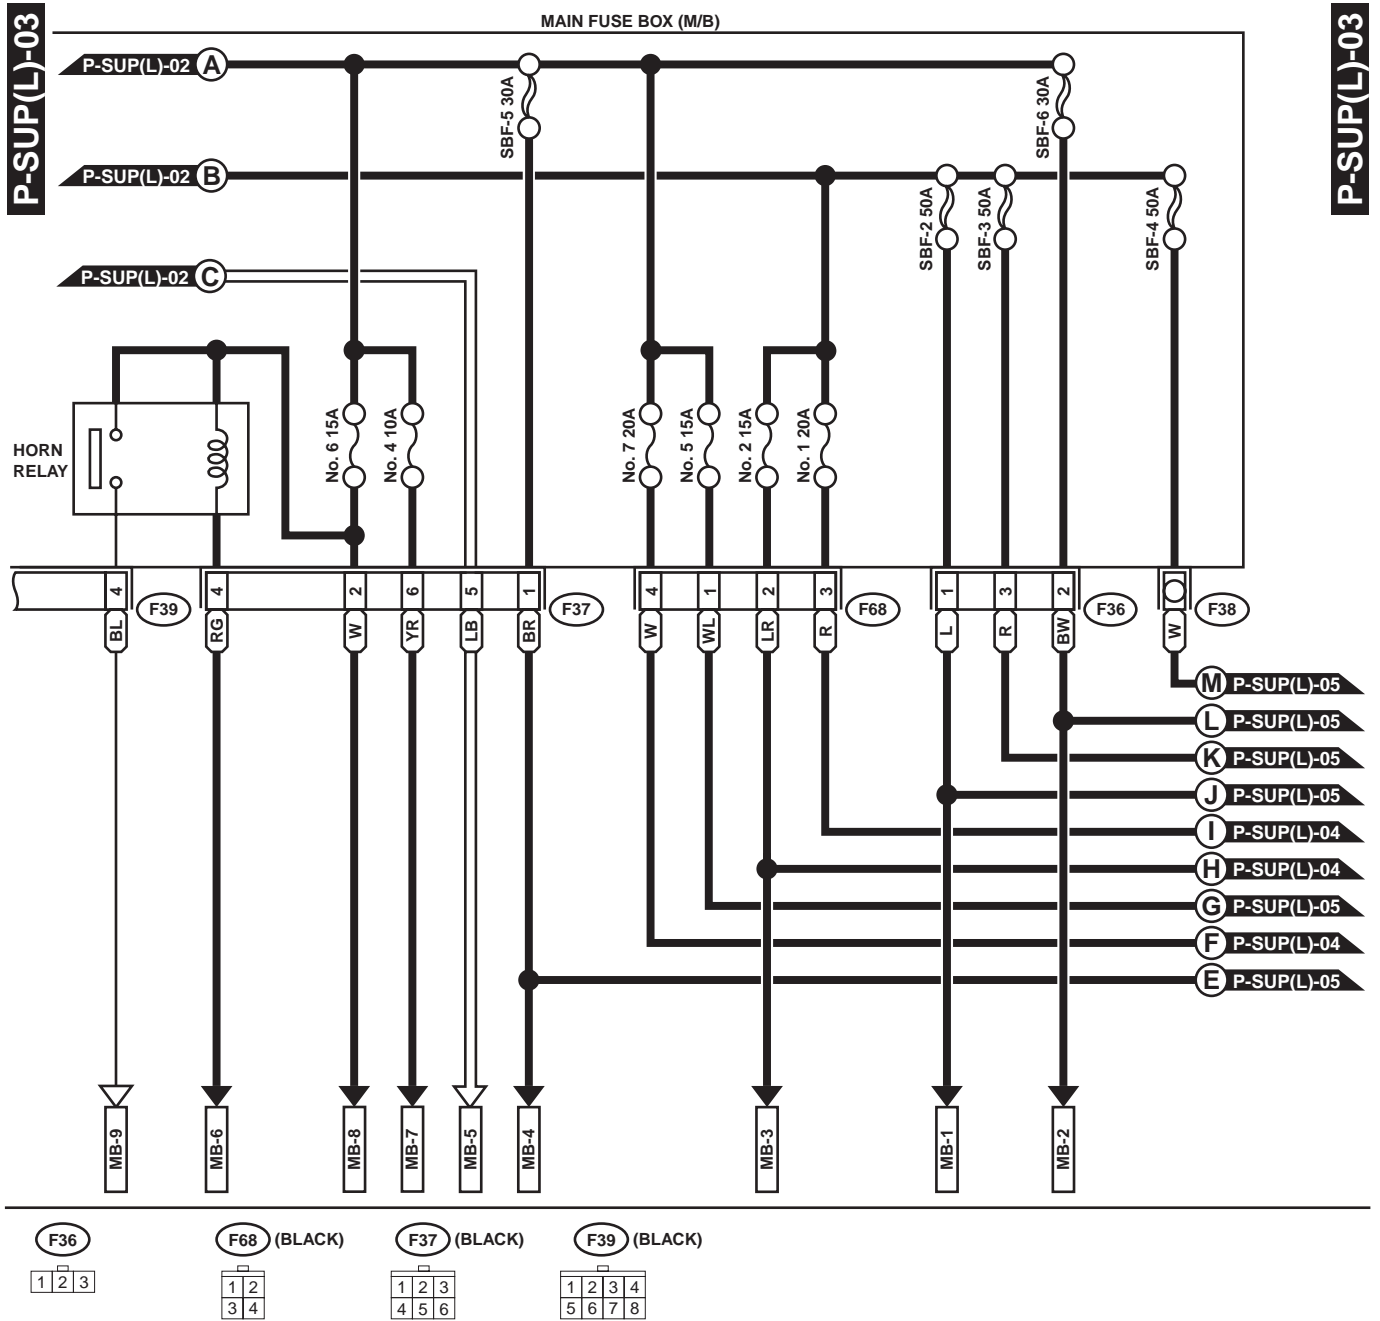 MAIN FUSE BOX (M/B)
P-SUP(L)-03
P-SUP(L)-03
P-SUP(L)-02 A
SBF-5 30A
SBF-6 30A
P-SUP(L)-02 B
SBF-2 50A
SBF-3 50A
SBF-4 50A
P-SUP(L)-02 C
HORN
RELAY
No. 6 15A
No. 4 10A
No. 7 20A
No. 5 15A
No. 2 15A
No. 1 20A
4 F39 4 2 6 5 1 F37 4 1 2 3 F68 1 3 2 F36 F38
BL RG W YR LB BR W WL LR R L R BW W
M P-SUP(L)-05
L P-SUP(L)-05
K P-SUP(L)-05
J P-SUP(L)-05
I P-SUP(L)-04
H P-SUP(L)-04
G P-SUP(L)-05
F P-SUP(L)-04
E P-SUP(L)-05
MB-9 MB-6 MB-8 MB-7 MB-5 MB-4 MB-3 MB-1 MB-2
F36 F68 (BLACK) F37 (BLACK) F39 (BLACK)
1 2 3
1 2
3 4
1 2 3
4 5 6
1 2 3 4
5 6 7 8